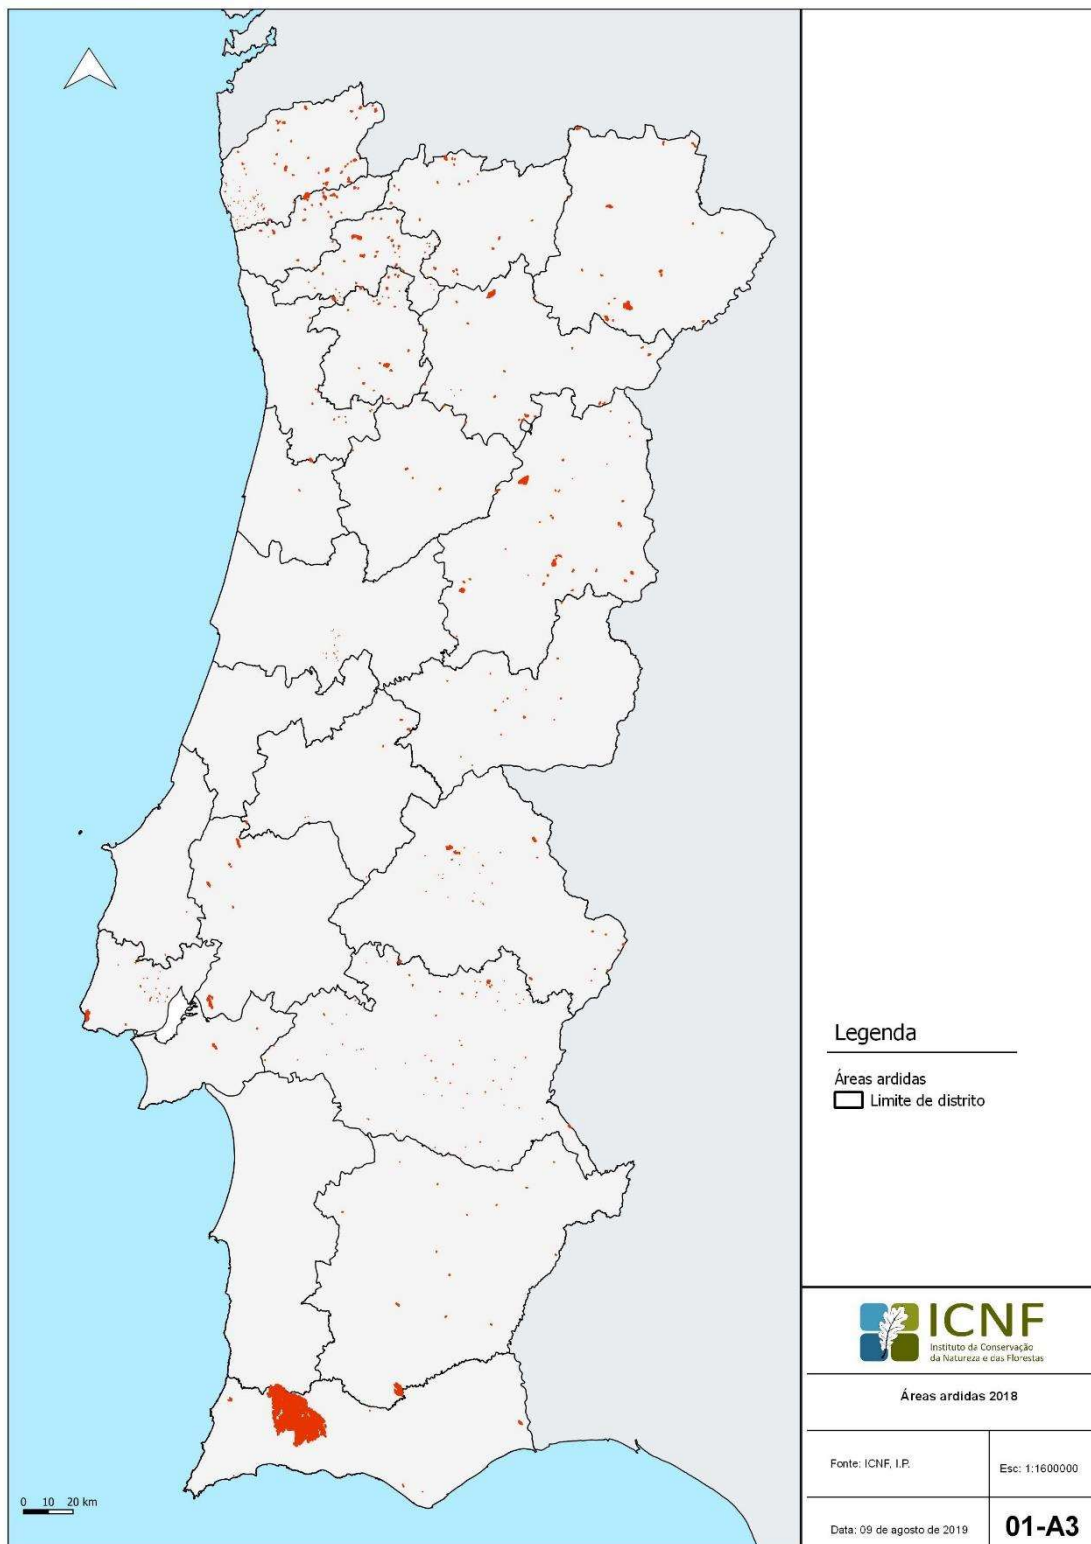 Legenda
Áreas ardidas
Limite de distrito
ICNF
Instituto da Conservação
da Natureza e das Florestas
Áreas ardidas 2018
Fonte: ICNF, I.P.
Esc: 1:1600000
Data: 09 de agosto de 2019
01-A3
0 10 20 km